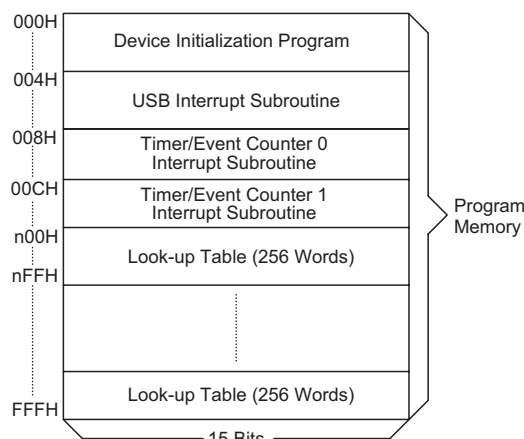 000H
Device Initialization Program
004H
USB Interrupt Subroutine
008H
Timer/Event Counter 0
Interrupt Subroutine
00CH
Timer/Event Counter 1
Interrupt Subroutine
n00H
Look-up Table (256 Words)
nFFH
Program
Memory
Look-up Table (256 Words)
FFFH
15 Bits